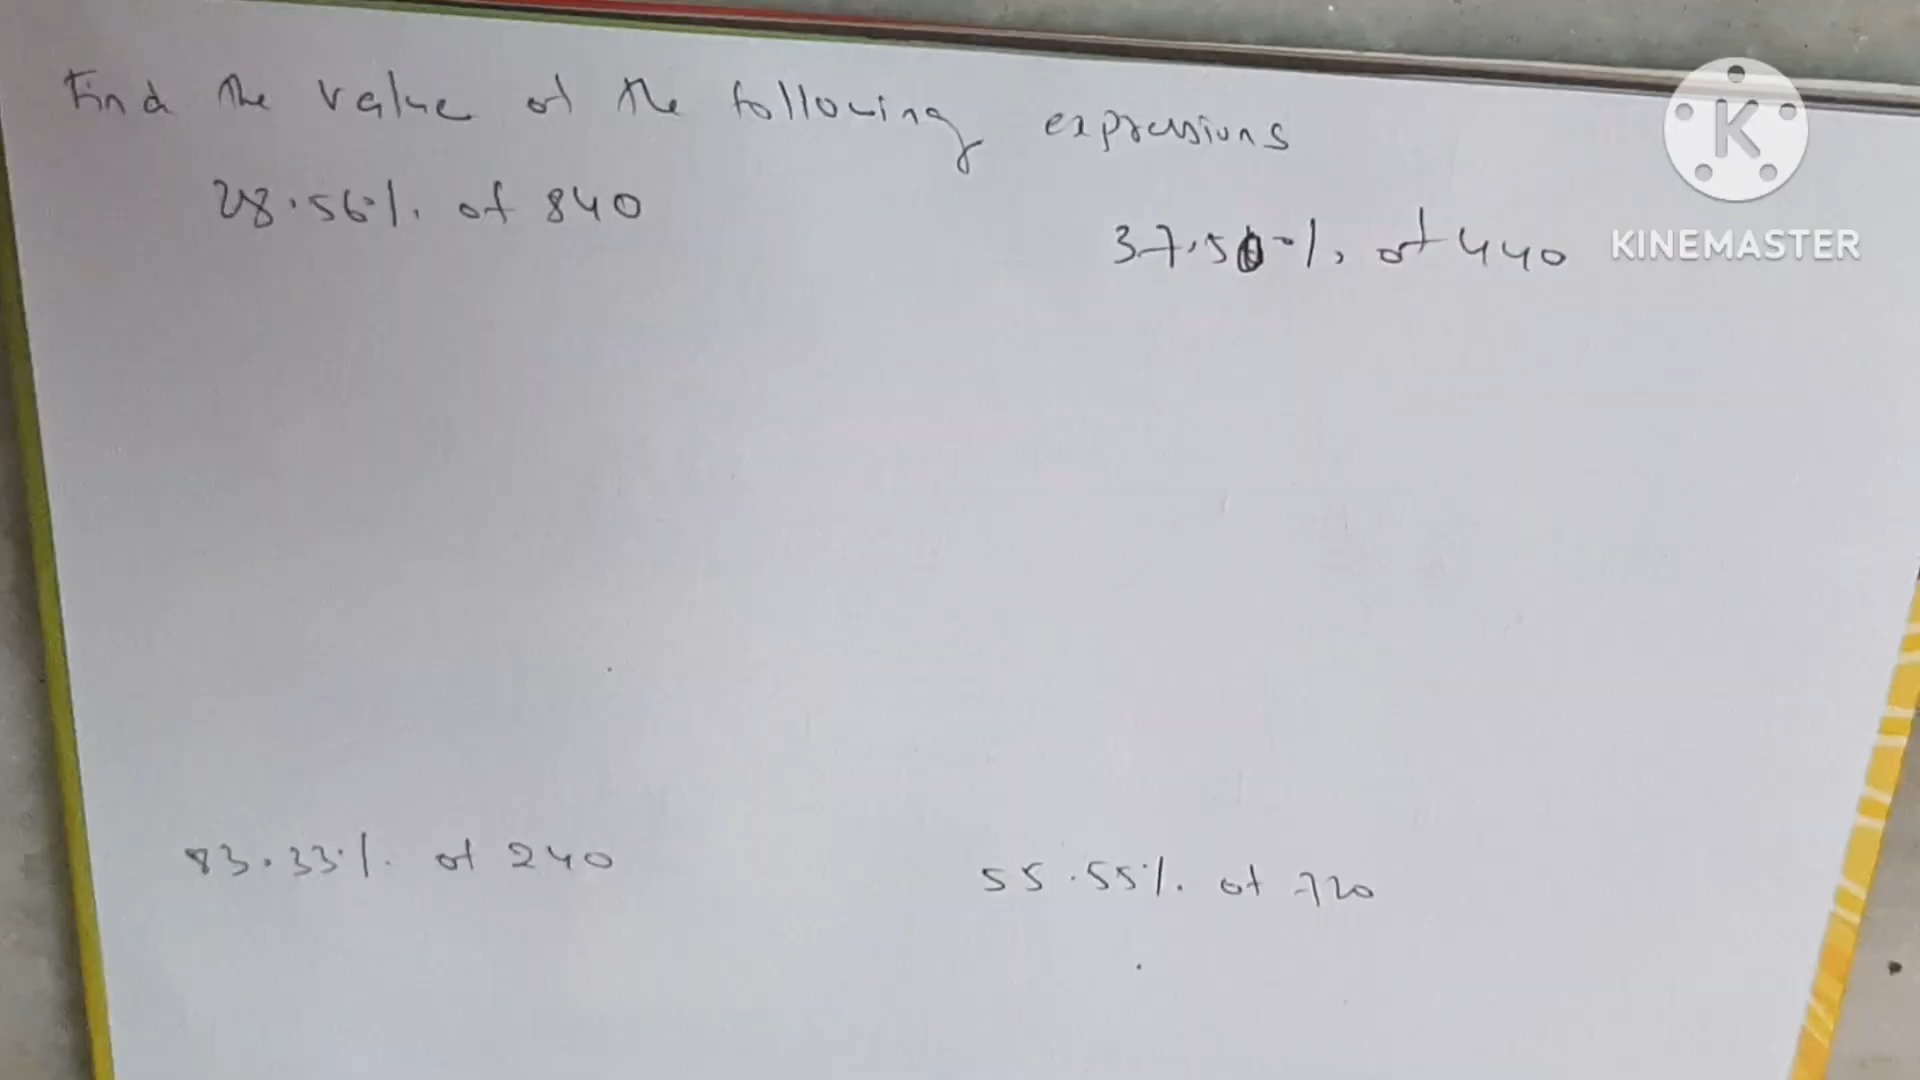 Find the value of the following expressions
28.56% of 840
37.50% of 440
83.33% of 240
55.55% of 720
K
KINEMASTER